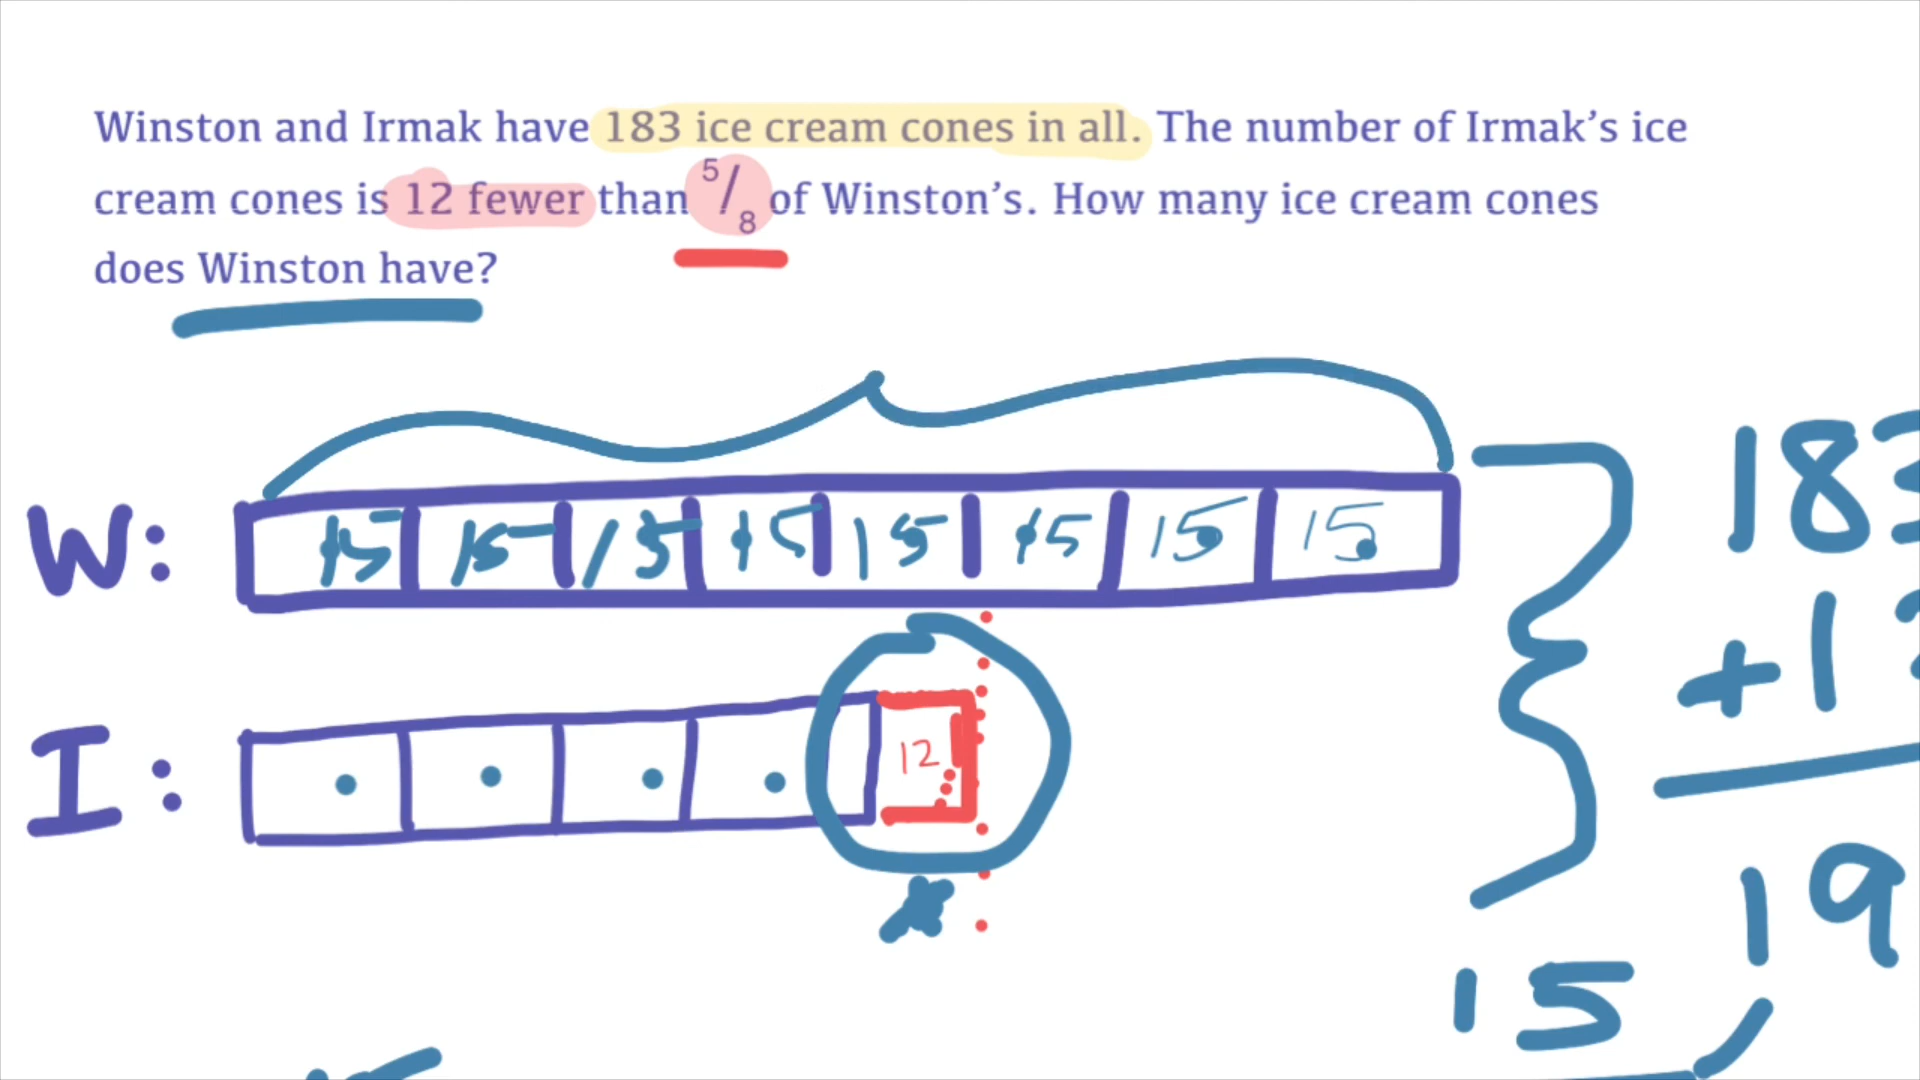 Winston and Irmak have 183 ice cream cones in all. The number of Irmak's ice
cream cones is 12 fewer than 5/8 of Winston's. How many ice cream cones
does Winston have?
183
W: 15 15 15 15 15 15 15 15
+1
I: 12
19
15